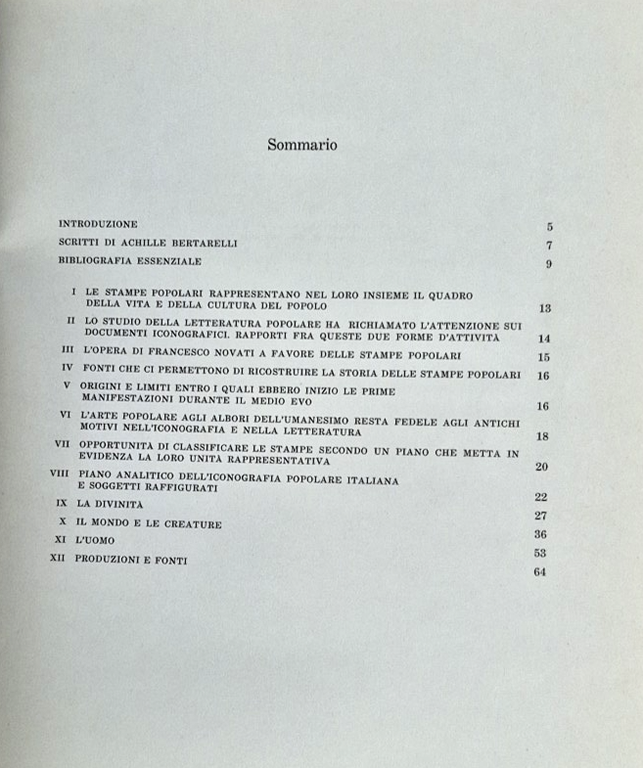 Sommario
INTRODUZIONE 5
SCRITTI DI ACHILLE BERTARELLI 7
BIBLIOGRAFIA ESSENZIALE 9
I LE STAMPE POPOLARI RAPPRESENTANO NEL LORO INSIEME IL QUADRO
DELLA VITA E DELLA CULTURA DEL POPOLO 13
II LO STUDIO DELLA LETTERATURA POPOLARE HA RICHIAMATO L'ATTENZIONE SUI
DOCUMENTI ICONOGRAFICI. RAPPORTI FRA QUESTE DUE FORME D'ATTIVITÀ 14
III L'OPERA DI FRANCESCO NOVATI A FAVORE DELLE STAMPE POPOLARI 15
IV FONTI CHE CI PERMETTONO DI RICOSTRUIRE LA STORIA DELLE STAMPE POPOLARI 16
V ORIGINI E LIMITI ENTRO I QUALI EBBERO INIZIO LE PRIME
MANIFESTAZIONI DURANTE IL MEDIO EVO 16
VI L'ARTE POPOLARE AGLI ALBORI DELL'UMANESIMO RESTA FEDELE AGLI ANTICHI
MOTIVI NELL'ICONOGRAFIA E NELLA LETTERATURA 18
VII OPPORTUNITÀ DI CLASSIFICARE LE STAMPE SECONDO UN PIANO CHE METTA IN
EVIDENZA LA LORO UNITÀ RAPPRESENTATIVA 20
VIII PIANO ANALITICO DELL'ICONOGRAFIA POPOLARE ITALIANA
E SOGGETTI RAFFIGURATI 22
IX LA DIVINITÀ 27
X IL MONDO E LE CREATURE 36
XI L'UOMO 53
XII PRODUZIONI E FONTI 64